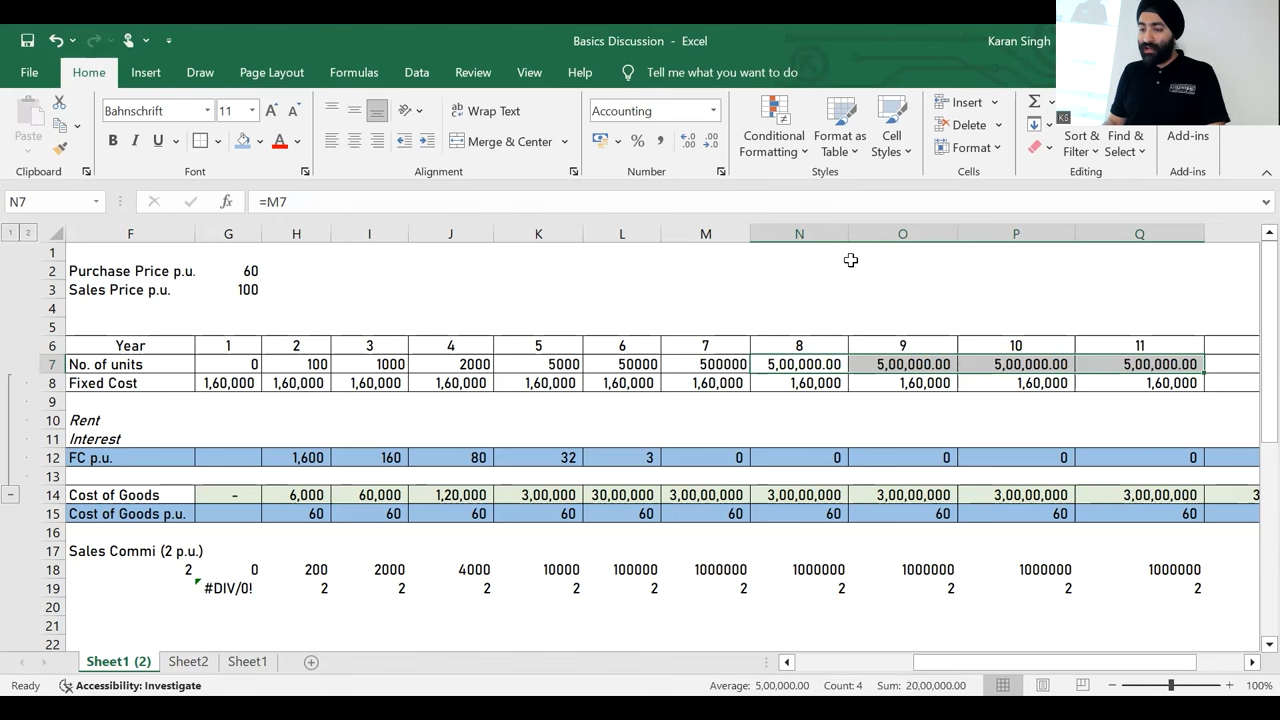 Basics Discussion - Excel
Karan Singh
File Home Insert Draw Page Layout Formulas Data Review View Help Tell me what you want to do
Paste
Clipboard
Bahnschrift 11
B I U A
Font
Wrap Text
Merge & Center
Alignment
Accounting
% ,
Number
Conditional Formatting
Format as Table
Cell Styles
Styles
Insert
Delete
Format
Cells
Sort & Filter
Find & Select
Editing
Add-ins
Add-ins
KS
N7 fx =M7
1 2
F G H I J K L M N O P Q
1
2 Purchase Price p.u. 60
3 Sales Price p.u. 100
4
5
6 Year 1 2 3 4 5 6 7 8 9 10 11
7 No. of units 0 100 1000 2000 5000 50000 500000 5,00,000.00 5,00,000.00 5,00,000.00 5,00,000.00
8 Fixed Cost 1,60,000 1,60,000 1,60,000 1,60,000 1,60,000 1,60,000 1,60,000 1,60,000 1,60,000 1,60,000 1,60,000
9
10 Rent
11 Interest
12 FC p.u. 1,600 160 80 32 3 0 0 0 0 0
13
14 Cost of Goods - 6,000 60,000 1,20,000 3,00,000 30,00,000 3,00,00,000 3,00,00,000 3,00,00,000 3,00,00,000 3,00,00,000 3
15 Cost of Goods p.u. 60 60 60 60 60 60 60 60 60 60
16
17 Sales Commi (2 p.u.)
18 2 0 200 2000 4000 10000 100000 1000000 1000000 1000000 1000000 1000000
19 #DIV/0! 2 2 2 2 2 2 2 2 2 2
20
21
22
Sheet1 (2) Sheet2 Sheet1
Ready Accessibility: Investigate Average: 5,00,000.00 Count: 4 Sum: 20,00,000.00 100%